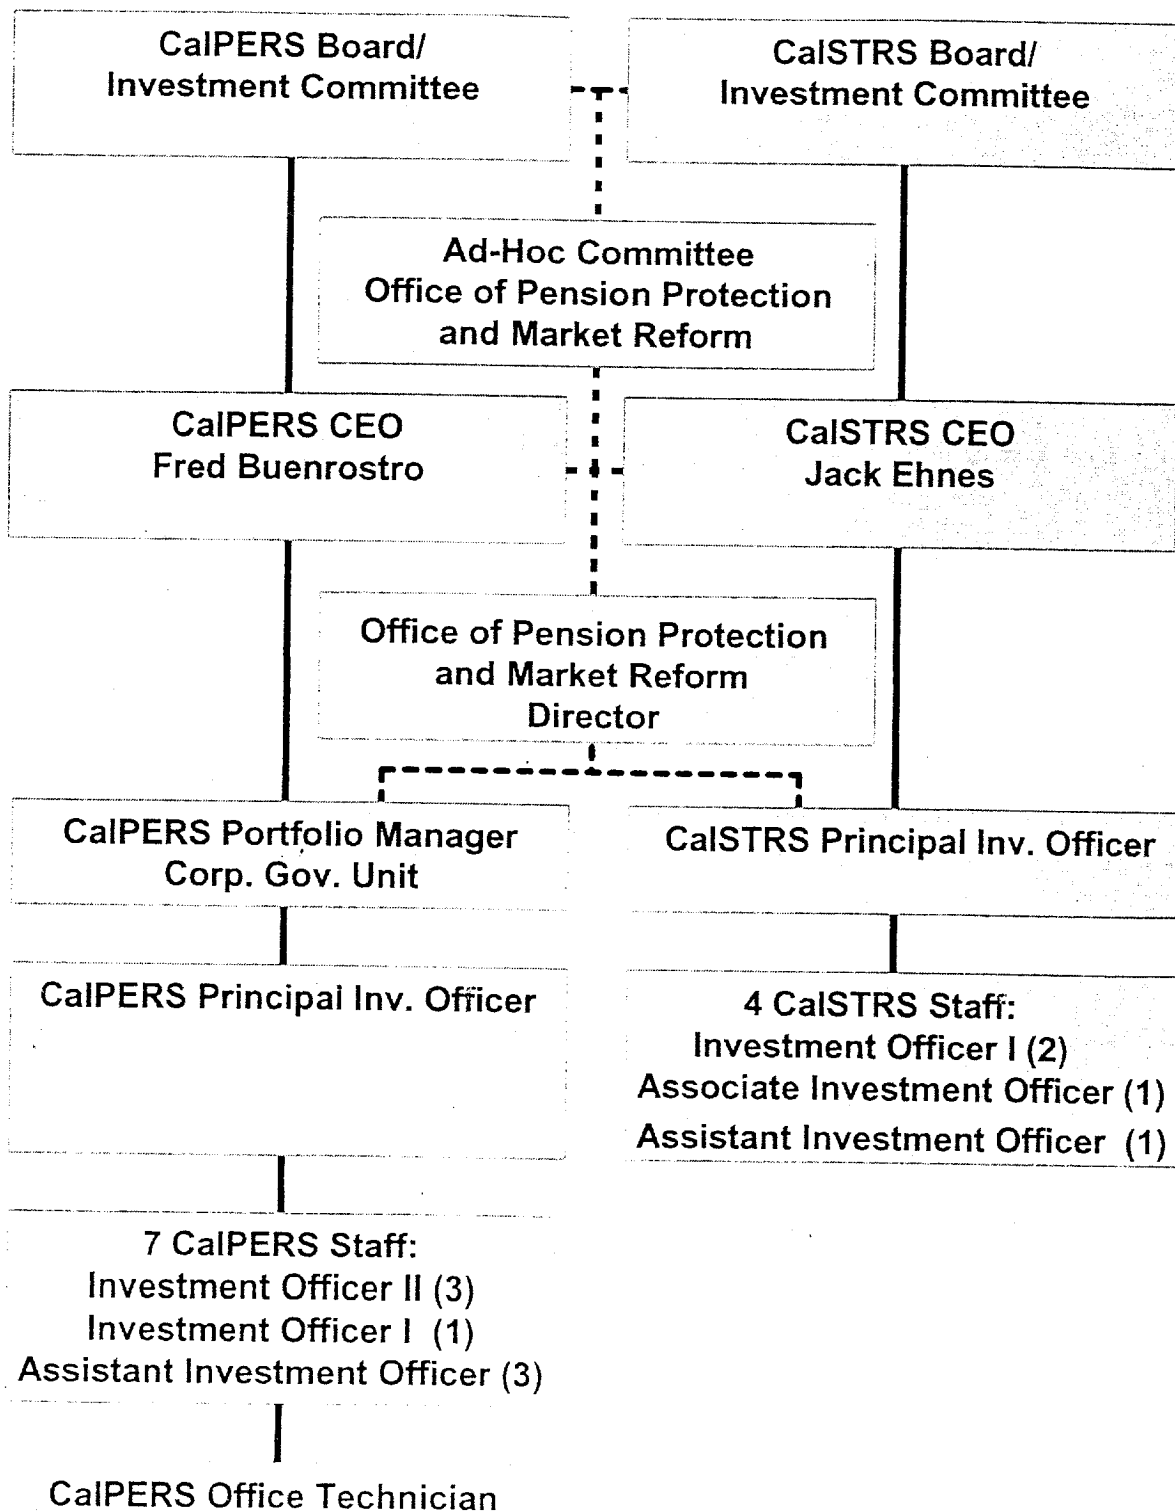 CalPERS Board/
Investment Committee
CalSTRS Board/
Investment Committee
Ad-Hoc Committee
Office of Pension Protection
and Market Reform
CalPERS CEO
Fred Buenrostro
CalSTRS CEO
Jack Ehnes
Office of Pension Protection
and Market Reform
Director
CalPERS Portfolio Manager
Corp. Gov. Unit
CalSTRS Principal Inv. Officer
CalPERS Principal Inv. Officer
4 CalSTRS Staff:
Investment Officer I (2)
Associate Investment Officer (1)
Assistant Investment Officer (1)
7 CalPERS Staff:
Investment Officer II (3)
Investment Officer I (1)
Assistant Investment Officer (3)
CalPERS Office Technician